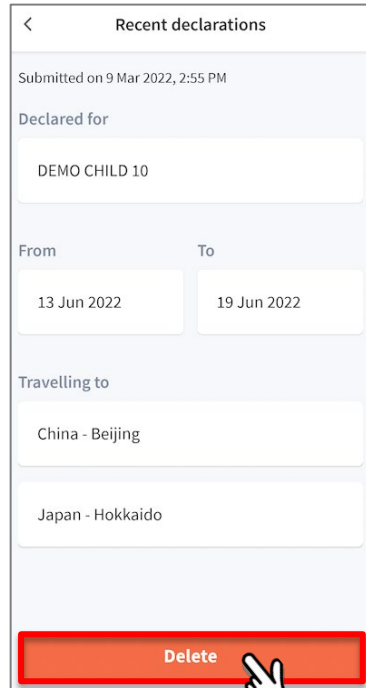 Recent declarations
Submitted on 9 Mar 2022, 2:55 PM
Declared for
DEMO CHILD 10
From To
13 Jun 2022 19 Jun 2022
Travelling to
China - Beijing
Japan - Hokkaido
Delete